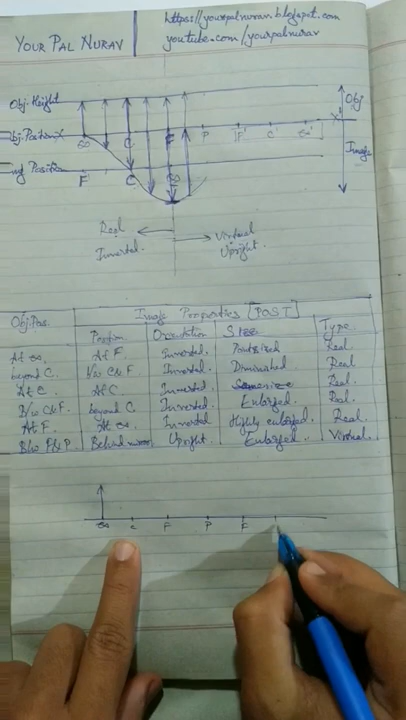 YOUR PAL NURAV
https://yourpalnurav.blogspot.com
youtube.com/yourpalnurav
Obj. Height
Obj
Obj. Position X
∞ C F P F' C' ∞' X'
Image
Position
F C ∞
Real
Inverted.
Virtual
Upright.
Obj. Pos. Image Properties [POST]
Position Orientation Size Type
At ∞ At F Inverted. Pointsized Real
beyond C. b/w C & F Inverted. Diminished Real
At C At C Inverted. Samesize Real.
B/w C & F. beyond C. Inverted. Enlarged. Real.
At F. At ∞ Inverted Highly enlarged. Real.
B/w F & P. Behind mirror Upright. Enlarged. Virtual.
∞ C F P F